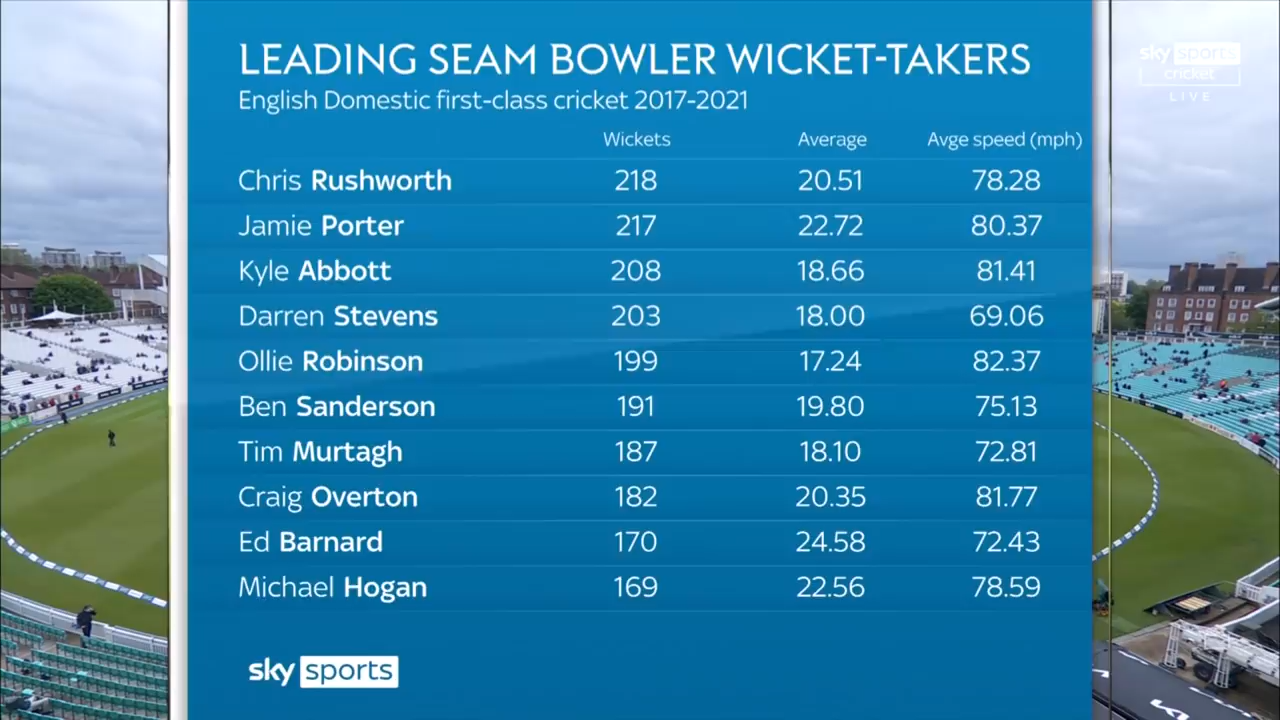 LEADING SEAM BOWLER WICKET-TAKERS
English Domestic first-class cricket 2017-2021
Wickets Average Avge speed (mph)
Chris Rushworth 218 20.51 78.28
Jamie Porter 217 22.72 80.37
Kyle Abbott 208 18.66 81.41
Darren Stevens 203 18.00 69.06
Ollie Robinson 199 17.24 82.37
Ben Sanderson 191 19.80 75.13
Tim Murtagh 187 18.10 72.81
Craig Overton 182 20.35 81.77
Ed Barnard 170 24.58 72.43
Michael Hogan 169 22.56 78.59
sky sports
sky sports
cricket
LIVE